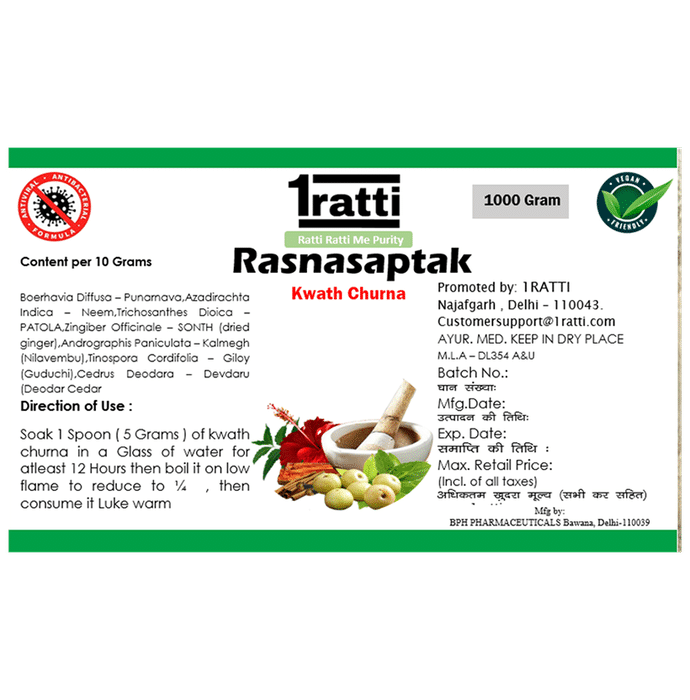 ANTIVIRAL · ANTIBACTERIAL
FORMULA
1ratti
Ratti Ratti Me Purity
1000 Gram
VEGAN
FRIENDLY
Rasnasaptak
Kwath Churna
Content per 10 Grams
Boerhavia Diffusa – Punarnava,Azadirachta
Indica – Neem,Trichosanthes Dioica –
PATOLA,Zingiber Officinale – SONTH (dried
ginger),Andrographis Paniculata – Kalmegh
(Nilavembu),Tinospora Cordifolia – Giloy
(Guduchi),Cedrus Deodara – Devdaru
(Deodar Cedar
Direction of Use :
Soak 1 Spoon ( 5 Grams ) of kwath
churna in a Glass of water for
atleast 12 Hours then boil it on low
flame to reduce to ¼ , then
consume it Luke warm
Promoted by: 1RATTI
Najafgarh , Delhi – 110043.
Customersupport@1ratti.com
AYUR. MED. KEEP IN DRY PLACE
M.L.A – DL354 A&U
Batch No.:
घान संख्याः
Mfg.Date:
उत्पादन की तिथिः
Exp. Date:
समाप्ति की तिथि :
Max. Retail Price:
(Incl. of all taxes)
अधिकतम खुदरा मूल्य (सभी कर सहित)
Mfg by:
BPH PHARMACEUTICALS Bawana, Delhi-110039